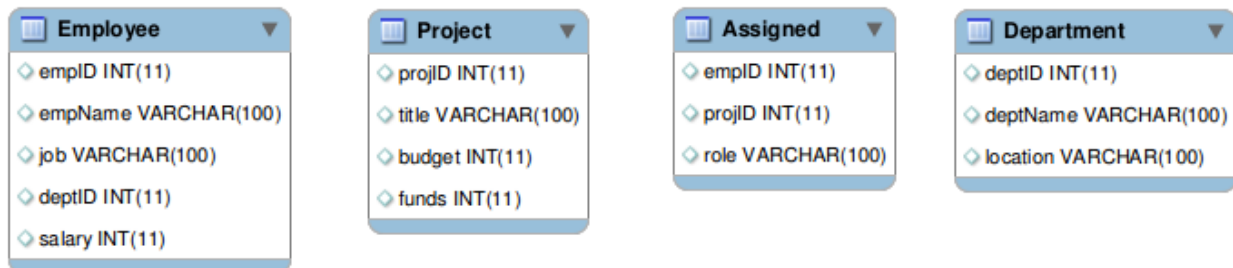 Employee
empID INT(11)
empName VARCHAR(100)
job VARCHAR(100)
deptID INT(11)
salary INT(11)
Project
projID INT(11)
title VARCHAR(100)
budget INT(11)
funds INT(11)
Assigned
empID INT(11)
projID INT(11)
role VARCHAR(100)
Department
deptID INT(11)
deptName VARCHAR(100)
location VARCHAR(100)